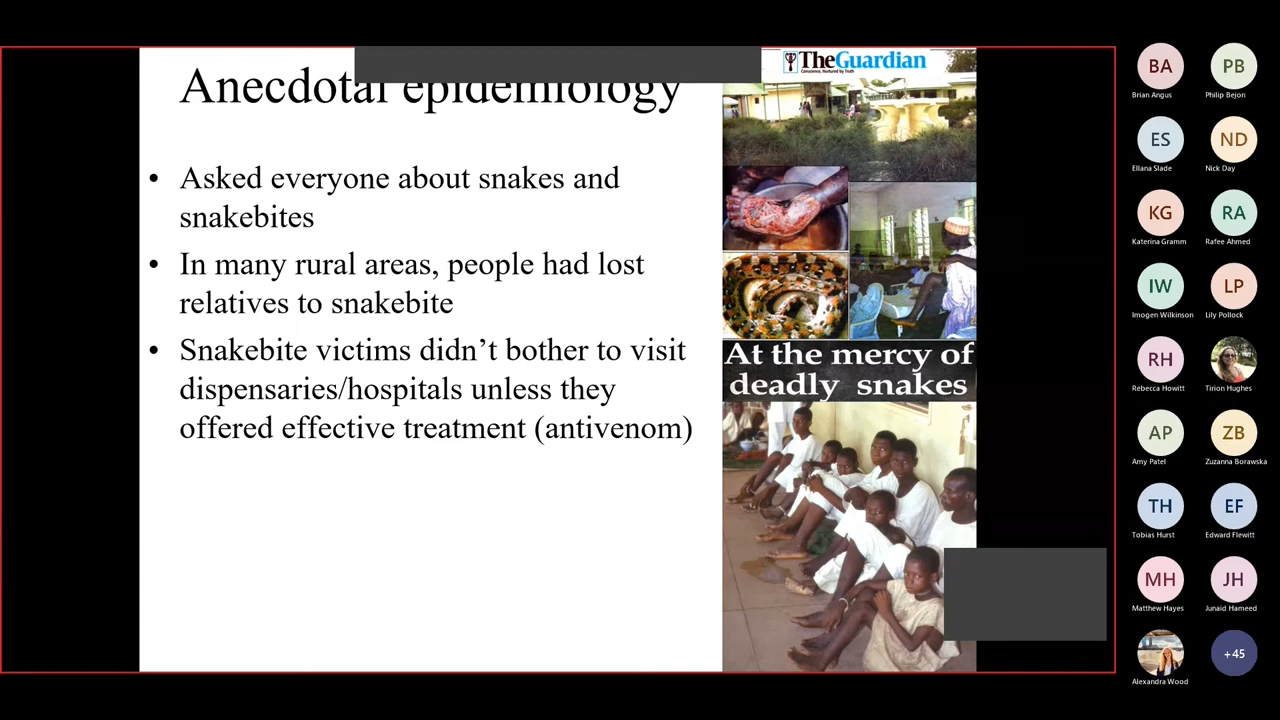 Anecdotal epidemiology
• Asked everyone about snakes and
snakebites
• In many rural areas, people had lost
relatives to snakebite
• Snakebite victims didn’t bother to visit
dispensaries/hospitals unless they
offered effective treatment (antivenom)
TheGuardian
Conscience, Nurtured by Truth
At the mercy of
deadly snakes
BA
Brian Angus
PB
Philip Bejon
ES
Ellana Slade
ND
Nick Day
KG
Katerina Gramm
RA
Rafee Ahmed
IW
Imogen Wilkinson
LP
Lily Pollock
RH
Rebecca Howitt
Tirion Hughes
AP
Amy Patel
ZB
Zuzanna Borawska
TH
Tobias Hurst
EF
Edward Flewitt
MH
Matthew Hayes
JH
Junaid Hameed
Alexandra Wood
+45